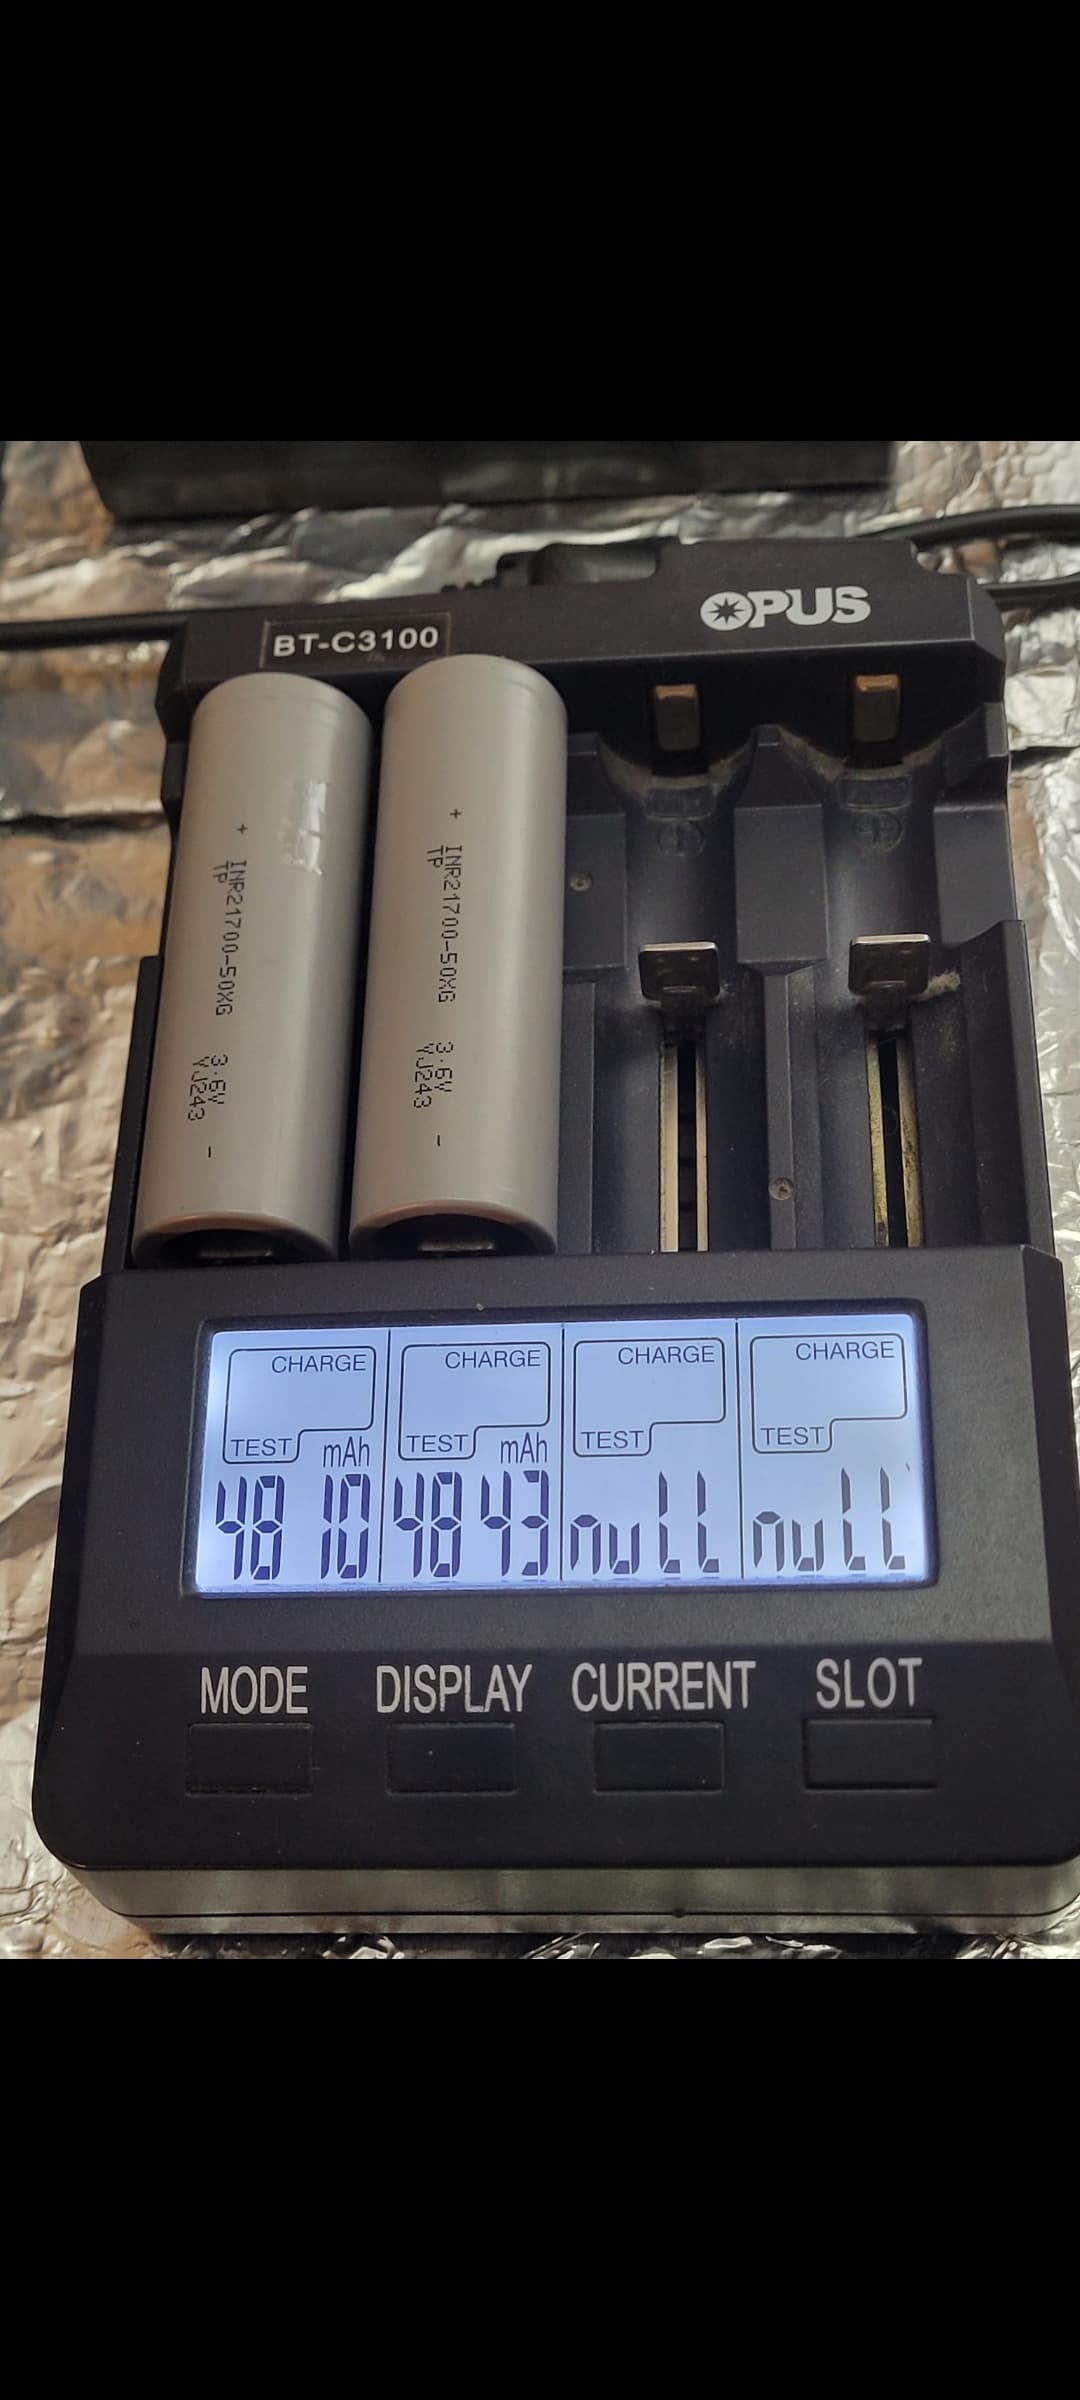 BT-C3100
OPUS
+ INR21700-50XG 3.6V -
TP YJ243
+ INR21700-50XG 3.6V -
TP YJ243
CHARGE CHARGE CHARGE CHARGE
TEST mAh TEST mAh TEST TEST
4810 4843 null null
MODE DISPLAY CURRENT SLOT